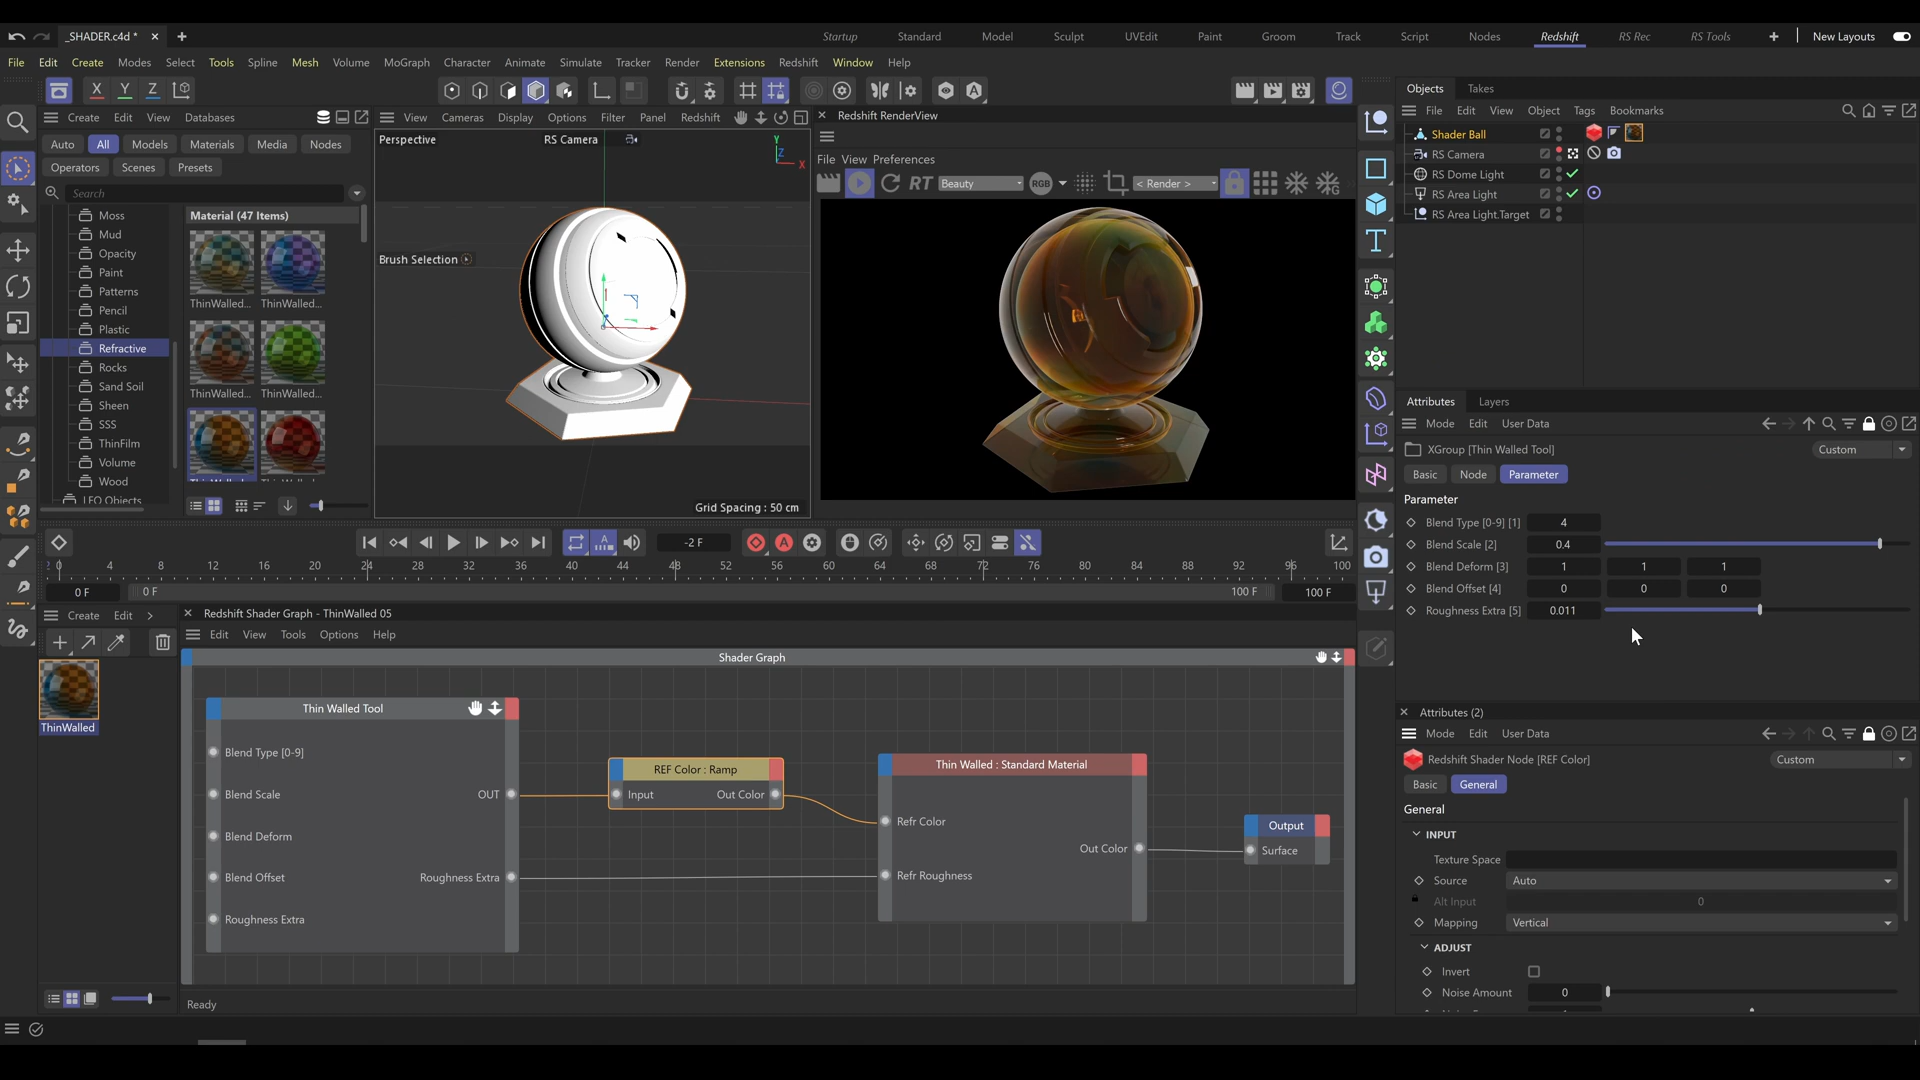 _SHADER.c4d *
Startup Standard Model Sculpt UVEdit Paint Groom Track Script Nodes Redshift RS Rec RS Tools New Layouts
File Edit Create Modes Select Tools Spline Mesh Volume MoGraph Character Animate Simulate Tracker Render Extensions Redshift Window Help
X Y Z
Create Edit View Databases
Auto All Models Materials Media Nodes
Operators Scenes Presets
Search
Moss
Mud
Opacity
Paint
Patterns
Pencil
Plastic
Refractive
Rocks
Sand Soil
Sheen
SSS
ThinFilm
Volume
Wood
LEO Objects
Material (47 Items)
ThinWalled... ThinWalled...
ThinWalled... ThinWalled...
View Cameras Display Options Filter Panel Redshift
Perspective RS Camera
Y
Z
X
Brush Selection
Grid Spacing : 50 cm
Redshift RenderView
File View Preferences
RT Beauty RGB < Render >
Objects Takes
File Edit View Object Tags Bookmarks
Shader Ball
RS Camera
RS Dome Light
RS Area Light
RS Area Light.Target
Attributes Layers
Mode Edit User Data
XGroup [Thin Walled Tool] Custom
Basic Node Parameter
Parameter
Blend Type [0-9] [1] 4
Blend Scale [2] 0.4
Blend Deform [3] 1 1 1
Blend Offset [4] 0 0 0
Roughness Extra [5] 0.011
-2 F
0 4 8 12 16 20 24 28 32 36 40 44 48 52 56 60 64 68 72 76 80 84 88 92 96 100
0 F 0 F 100 F 100 F
Create Edit
ThinWalled
Redshift Shader Graph - ThinWalled 05
Edit View Tools Options Help
Shader Graph
Thin Walled Tool
Blend Type [0-9]
Blend Scale OUT
Blend Deform
Blend Offset Roughness Extra
Roughness Extra
REF Color : Ramp
Input Out Color
Thin Walled : Standard Material
Refr Color
Out Color
Refr Roughness
Output
Surface
Ready
Attributes (2)
Mode Edit User Data
Redshift Shader Node [REF Color] Custom
Basic General
General
INPUT
Texture Space
Source Auto
Alt Input 0
Mapping Vertical
ADJUST
Invert
Noise Amount 0